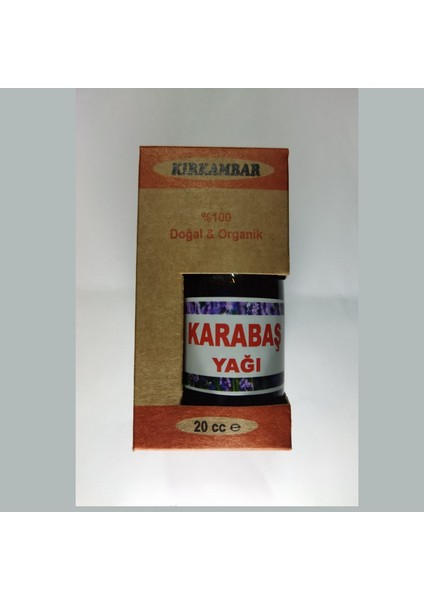 KIRKAMBAR
%100
Doğal & Organik
KARABAŞ
YAĞI
20 cc ℮